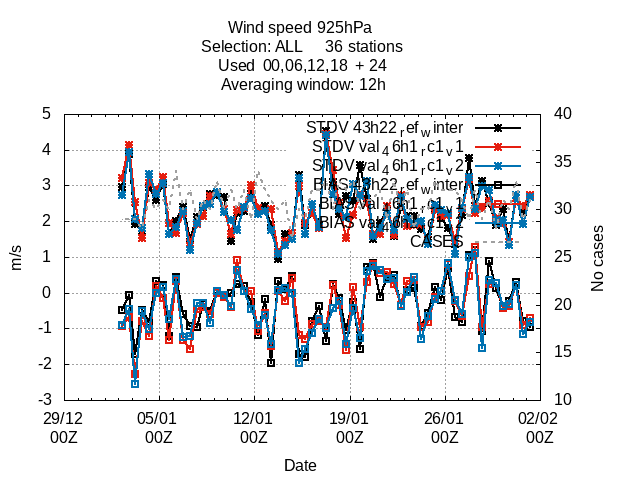 Wind speed 925hPa
Selection: ALL 36 stations
Used 00,06,12,18 + 24
Averaging window: 12h
STDV 43h22_ref_winter
STDV val_46h1_rc1_v1
STDV val_46h1_rc1_v2
BIAS 43h22_ref_winter
BIAS val_46h1_rc1_v1
BIAS val_46h1_rc1_v2
CASES
m/s
5
4
3
2
1
0
-1
-2
-3
No cases
40
35
30
25
20
15
10
29/12 05/01 12/01 19/01 26/01 02/02
00Z 00Z 00Z 00Z 00Z 00Z
Date